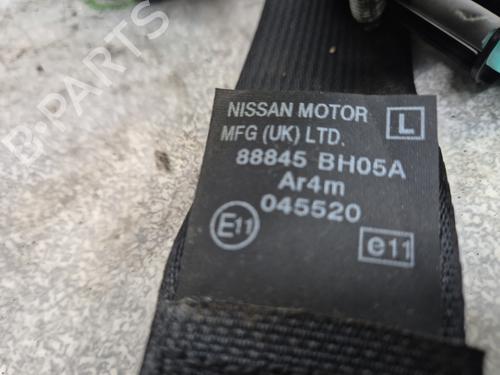 NISSAN MOTOR L
MFG (UK) LTD.
88845 BH05A
Ar4m
045520
E11 e11
B-PARTS